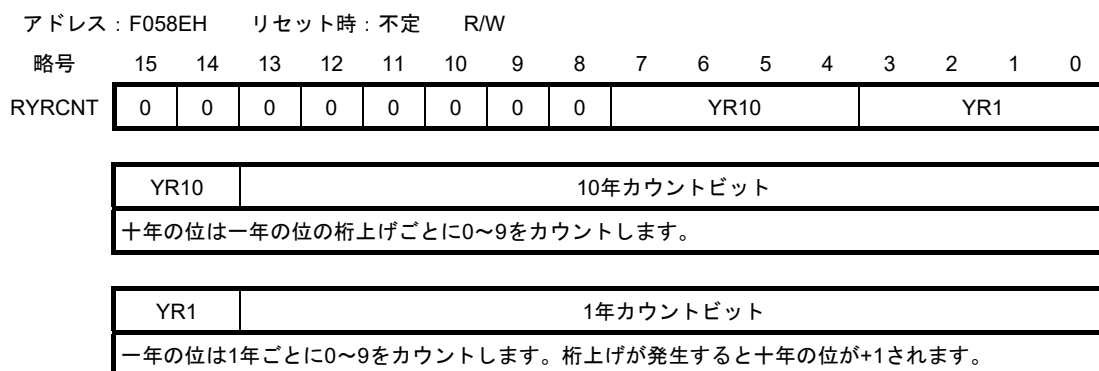 アドレス：F058EH リセット時：不定 R/W
略号 15 14 13 12 11 10 9 8 7 6 5 4 3 2 1 0
RYRCNT 0 0 0 0 0 0 0 0 YR10 YR1
YR10 10年カウントビット
十年の位は一年の位の桁上げごとに0～9をカウントします。
YR1 1年カウントビット
一年の位は1年ごとに0～9をカウントします。桁上げが発生すると十年の位が+1されます。